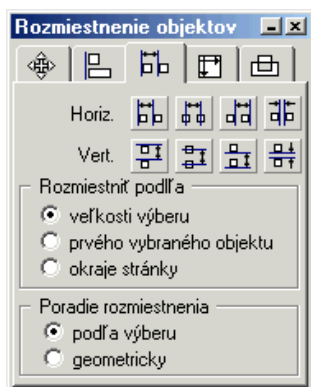 Rozmiestnenie objektov
Horiz.
Vert.
Rozmiestniť podľa
veľkosti výberu
prvého vybraného objektu
okraje stránky
Poradie rozmiestnenia
podľa výberu
geometricky